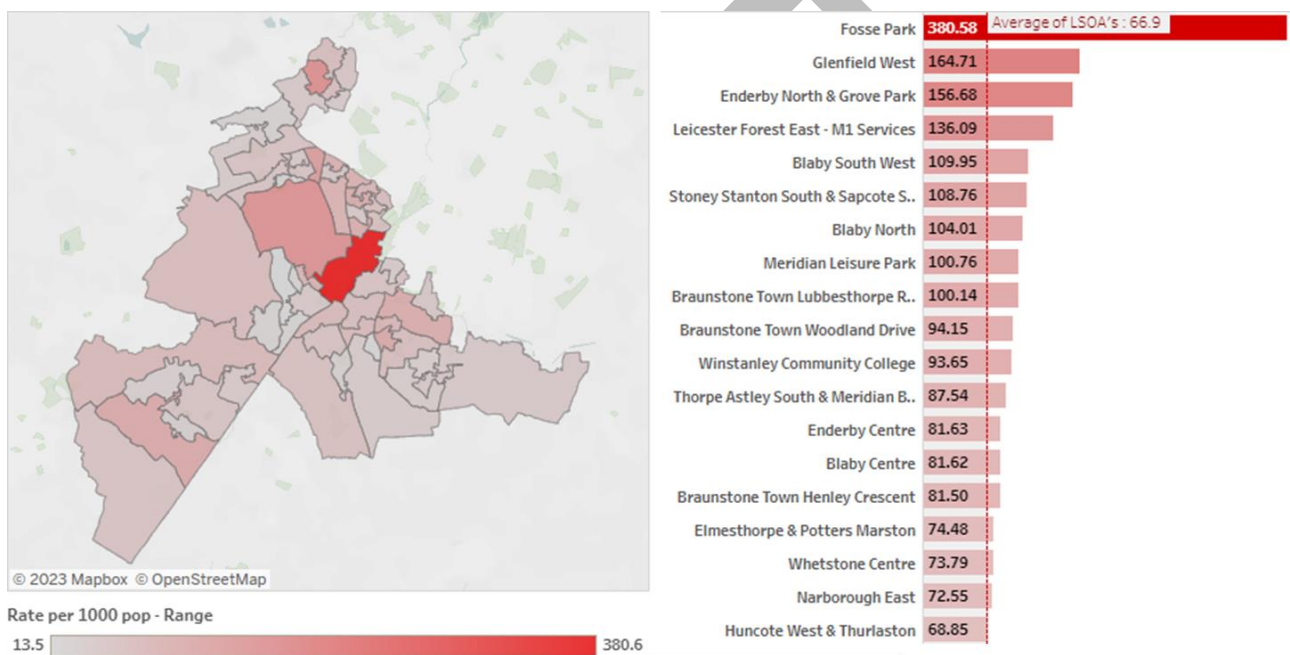 © 2023 Mapbox © OpenStreetMap
Rate per 1000 pop - Range
13.5 380.6
Average of LSOA's : 66.9
Fosse Park 380.58
Glenfield West 164.71
Enderby North & Grove Park 156.68
Leicester Forest East - M1 Services 136.09
Blaby South West 109.95
Stoney Stanton South & Sapcote S.. 108.76
Blaby North 104.01
Meridian Leisure Park 100.76
Braunstone Town Lubbesthorpe R.. 100.14
Braunstone Town Woodland Drive 94.15
Winstanley Community College 93.65
Thorpe Astley South & Meridian B.. 87.54
Enderby Centre 81.63
Blaby Centre 81.62
Braunstone Town Henley Crescent 81.50
Elmesthorpe & Potters Marston 74.48
Whetstone Centre 73.79
Narborough East 72.55
Huncote West & Thurlaston 68.85